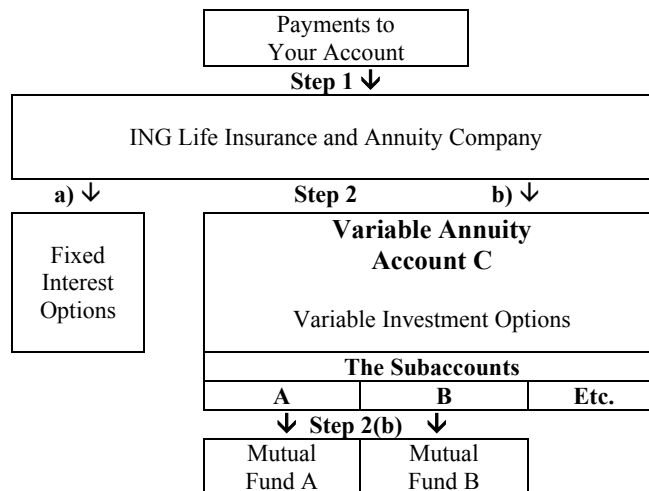 Payments to
Your Account
Step 1 ↓
ING Life Insurance and Annuity Company
a) ↓ Step 2 b) ↓
Fixed
Interest
Options
Variable Annuity
Account C
Variable Investment Options
The Subaccounts
A B Etc.
↓ Step 2(b) ↓
Mutual
Fund A
Mutual
Fund B